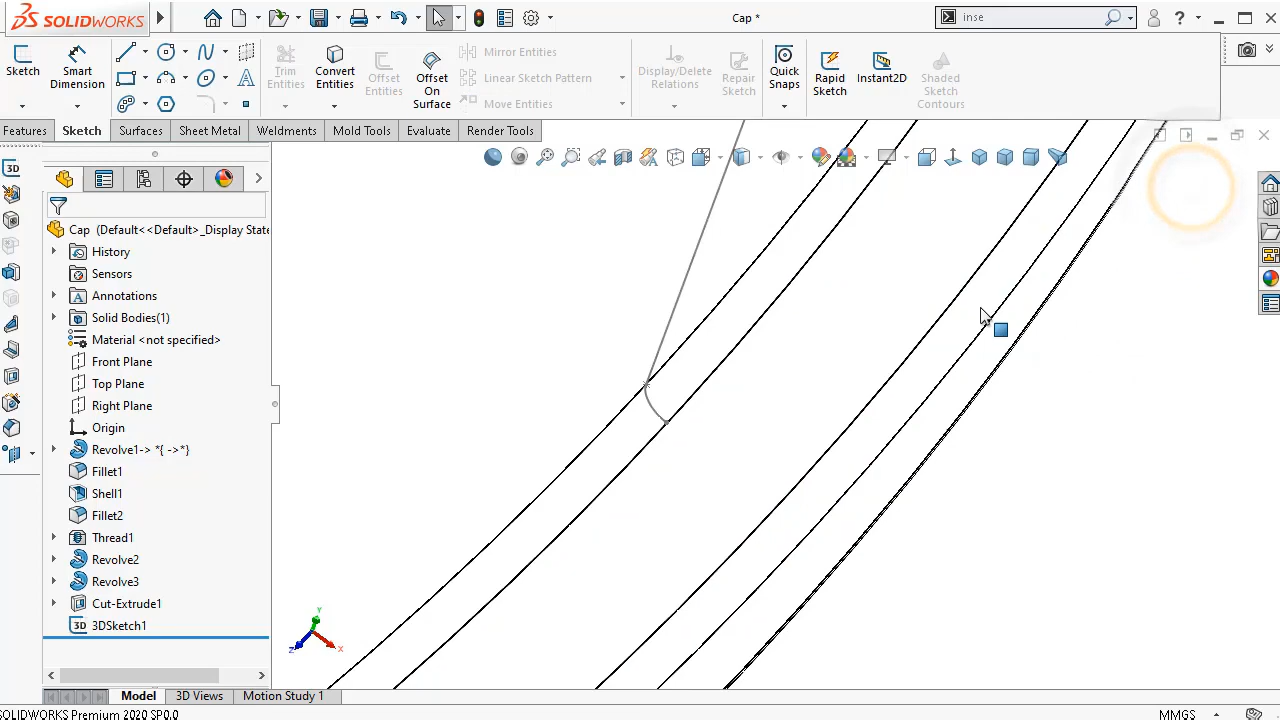 SOLIDWORKS
Cap *
inse
Sketch
Smart Dimension
Trim Entities
Convert Entities
Offset Entities
Offset On Surface
Mirror Entities
Linear Sketch Pattern
Move Entities
Display/Delete Relations
Repair Sketch
Quick Snaps
Rapid Sketch
Instant2D
Shaded Sketch Contours
Features
Sketch
Surfaces
Sheet Metal
Weldments
Mold Tools
Evaluate
Render Tools
Cap (Default<<Default>_Display State
History
Sensors
Annotations
Solid Bodies(1)
Material <not specified>
Front Plane
Top Plane
Right Plane
Origin
Revolve1-> *{ ->*}
Fillet1
Shell1
Fillet2
Thread1
Revolve2
Revolve3
Cut-Extrude1
3D 3DSketch1
Y
Z
X
Model
3D Views
Motion Study 1
SOLIDWORKS Premium 2020 SP0.0
MMGS